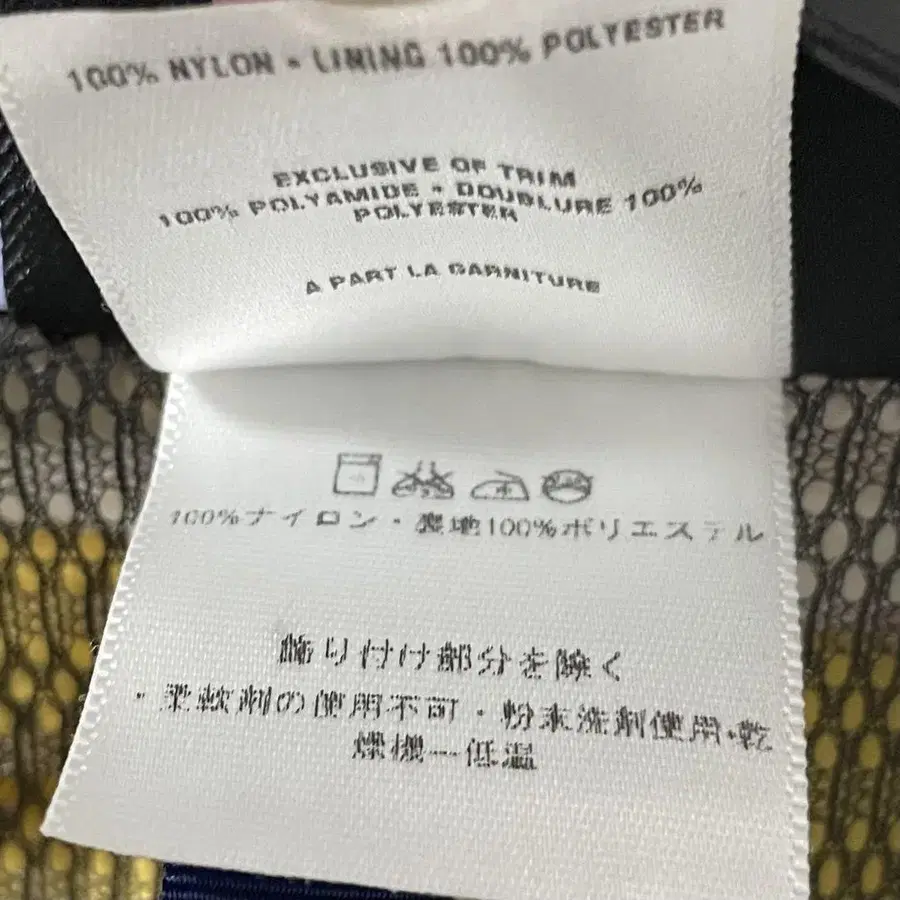 100% NYLON - LINING 100% POLYESTER
EXCLUSIVE OF TRIM
100% POLYAMIDE - DOUBLURE 100%
POLYESTER
A PART LA GARNITURE
100%ナイロン・裏地100%ポリエステル
飾り付け部分を除く
・柔軟剤の使用不可・粉末洗剤使用・乾
燥機一低温